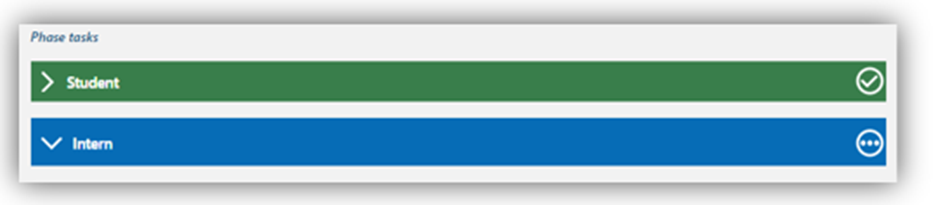 Phase tasks
Student
Intern